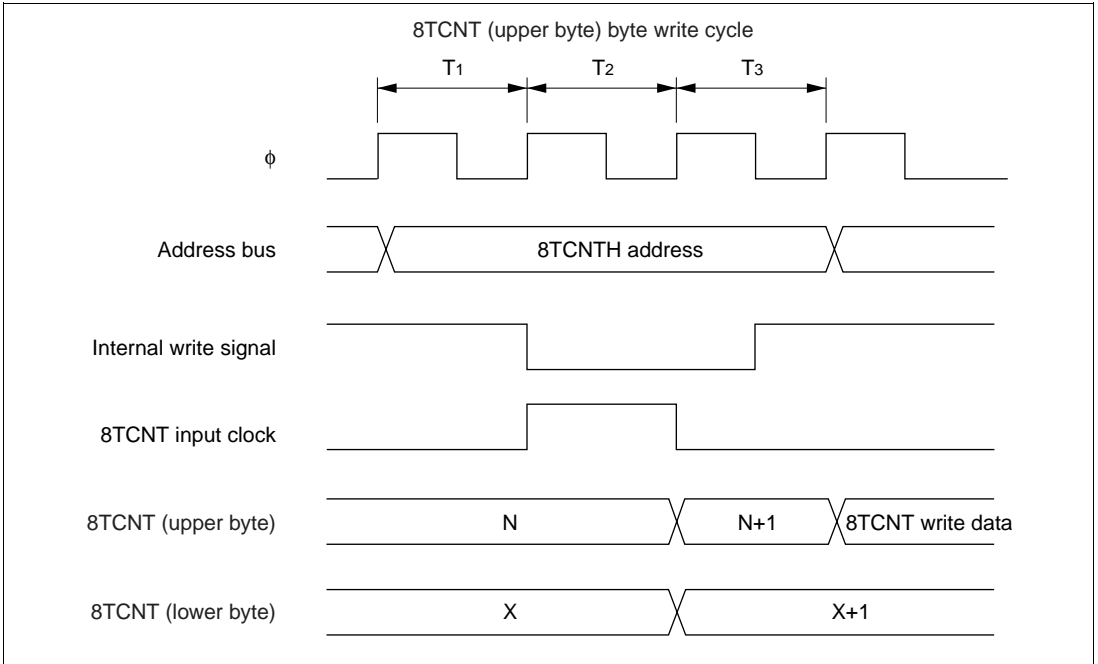 8TCNT (upper byte) byte write cycle
T1 T2 T3
φ
Address bus 8TCNTH address
Internal write signal
8TCNT input clock
8TCNT (upper byte) N N+1 8TCNT write data
8TCNT (lower byte) X X+1